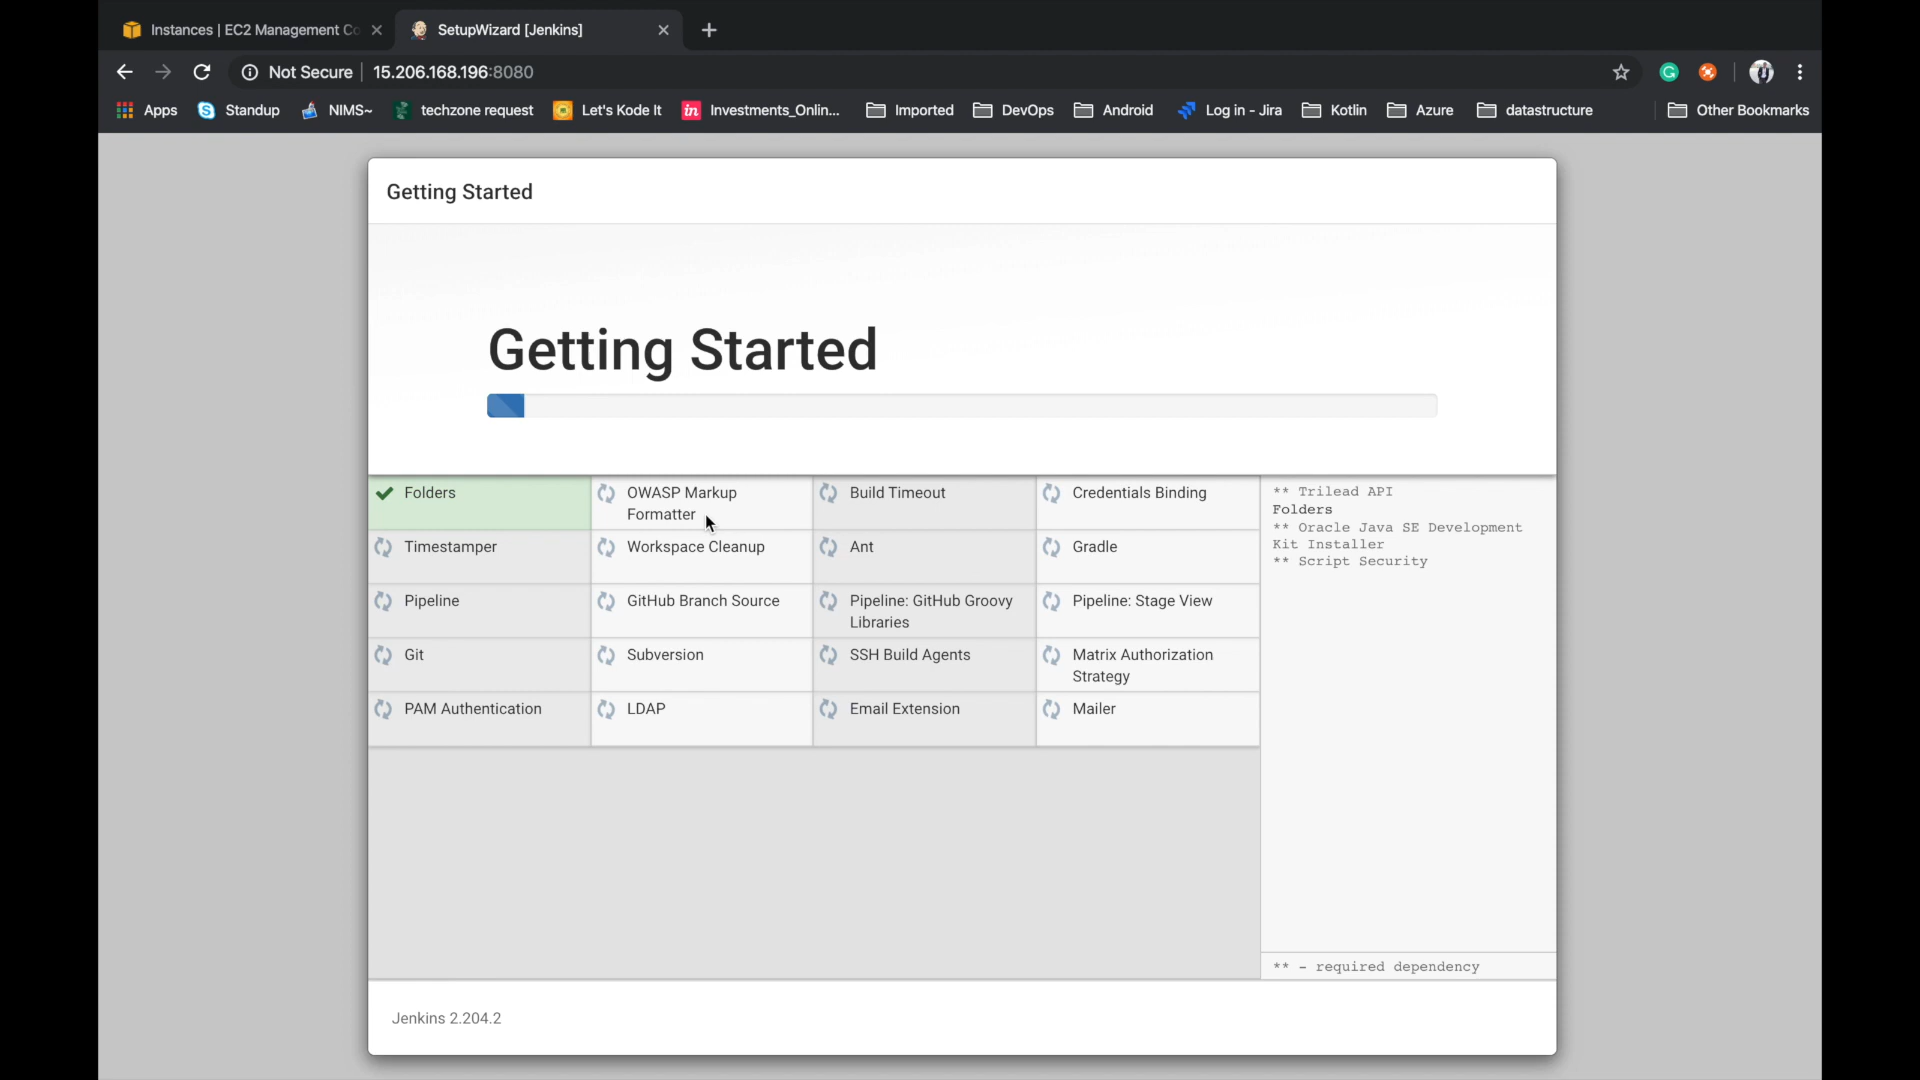 Instances | EC2 Management Co
SetupWizard [Jenkins]
Not Secure
15.206.168.196:8080
Apps
Standup
NIMS~
techzone request
Let's Kode It
in
Investments_Onlin...
Imported
DevOps
Android
Log in - Jira
Kotlin
Azure
datastructure
Other Bookmarks
Getting Started
Getting Started
Folders
OWASP Markup
Formatter
Build Timeout
Credentials Binding
Timestamper
Workspace Cleanup
Ant
Gradle
Pipeline
GitHub Branch Source
Pipeline: GitHub Groovy
Libraries
Pipeline: Stage View
Git
Subversion
SSH Build Agents
Matrix Authorization
Strategy
PAM Authentication
LDAP
Email Extension
Mailer
** Trilead API
Folders
** Oracle Java SE Development
Kit Installer
** Script Security
** - required dependency
Jenkins 2.204.2